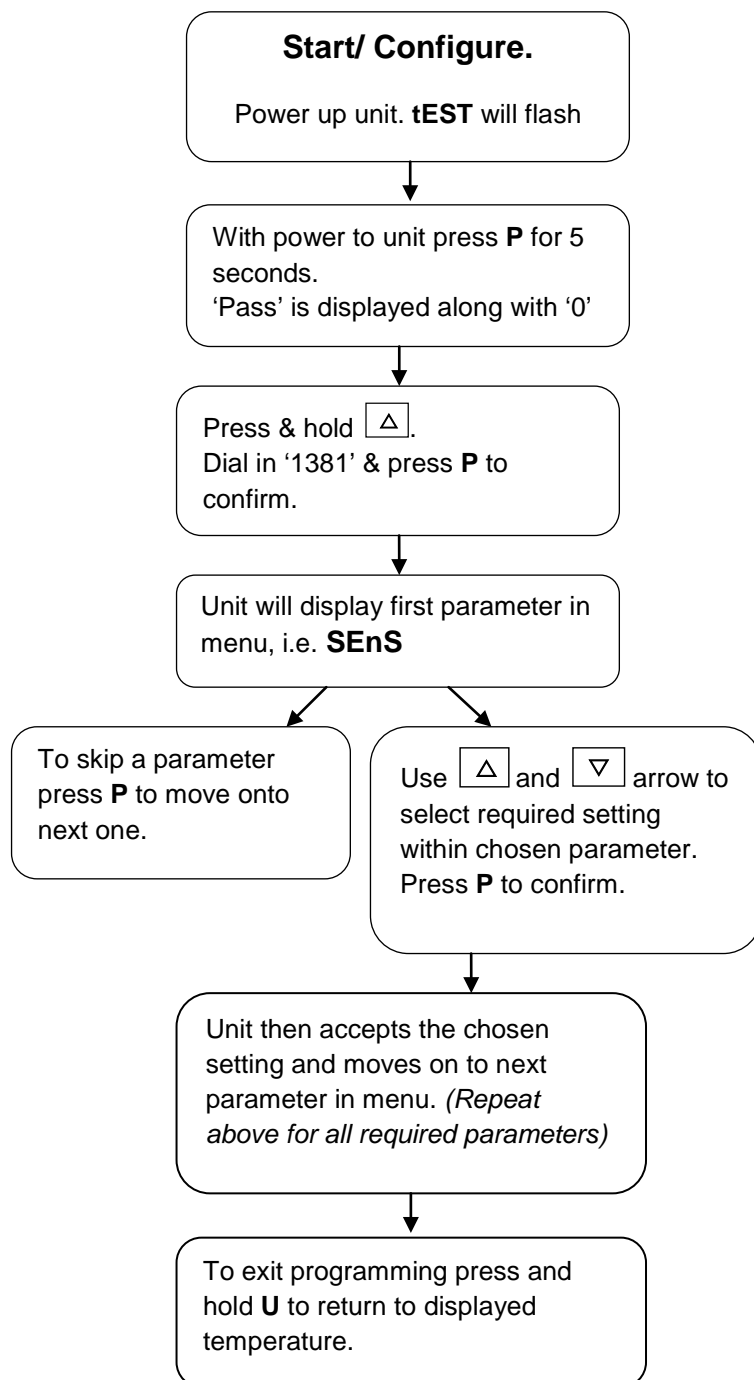 Start/ Configure.
Power up unit. tEST will flash
With power to unit press P for 5
seconds.
‘Pass’ is displayed along with ‘0’
Press & hold △.
Dial in ‘1381’ & press P to
confirm.
Unit will display first parameter in
menu, i.e. SEnS
To skip a parameter
press P to move onto
next one.
Use △ and ▽ arrow to
select required setting
within chosen parameter.
Press P to confirm.
Unit then accepts the chosen
setting and moves on to next
parameter in menu. (Repeat
above for all required parameters)
To exit programming press and
hold U to return to displayed
temperature.